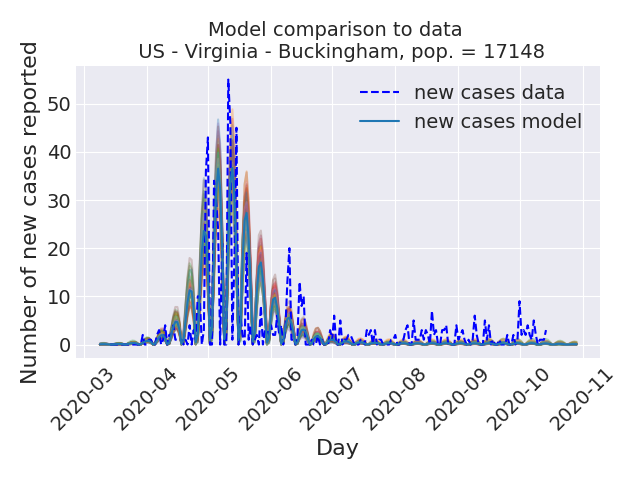 Model comparison to data
US - Virginia - Buckingham, pop. = 17148
Number of new cases reported
50
40
30
20
10
0
new cases data
new cases model
2020-03
2020-04
2020-05
2020-06
2020-07
2020-08
2020-09
2020-10
2020-11
Day